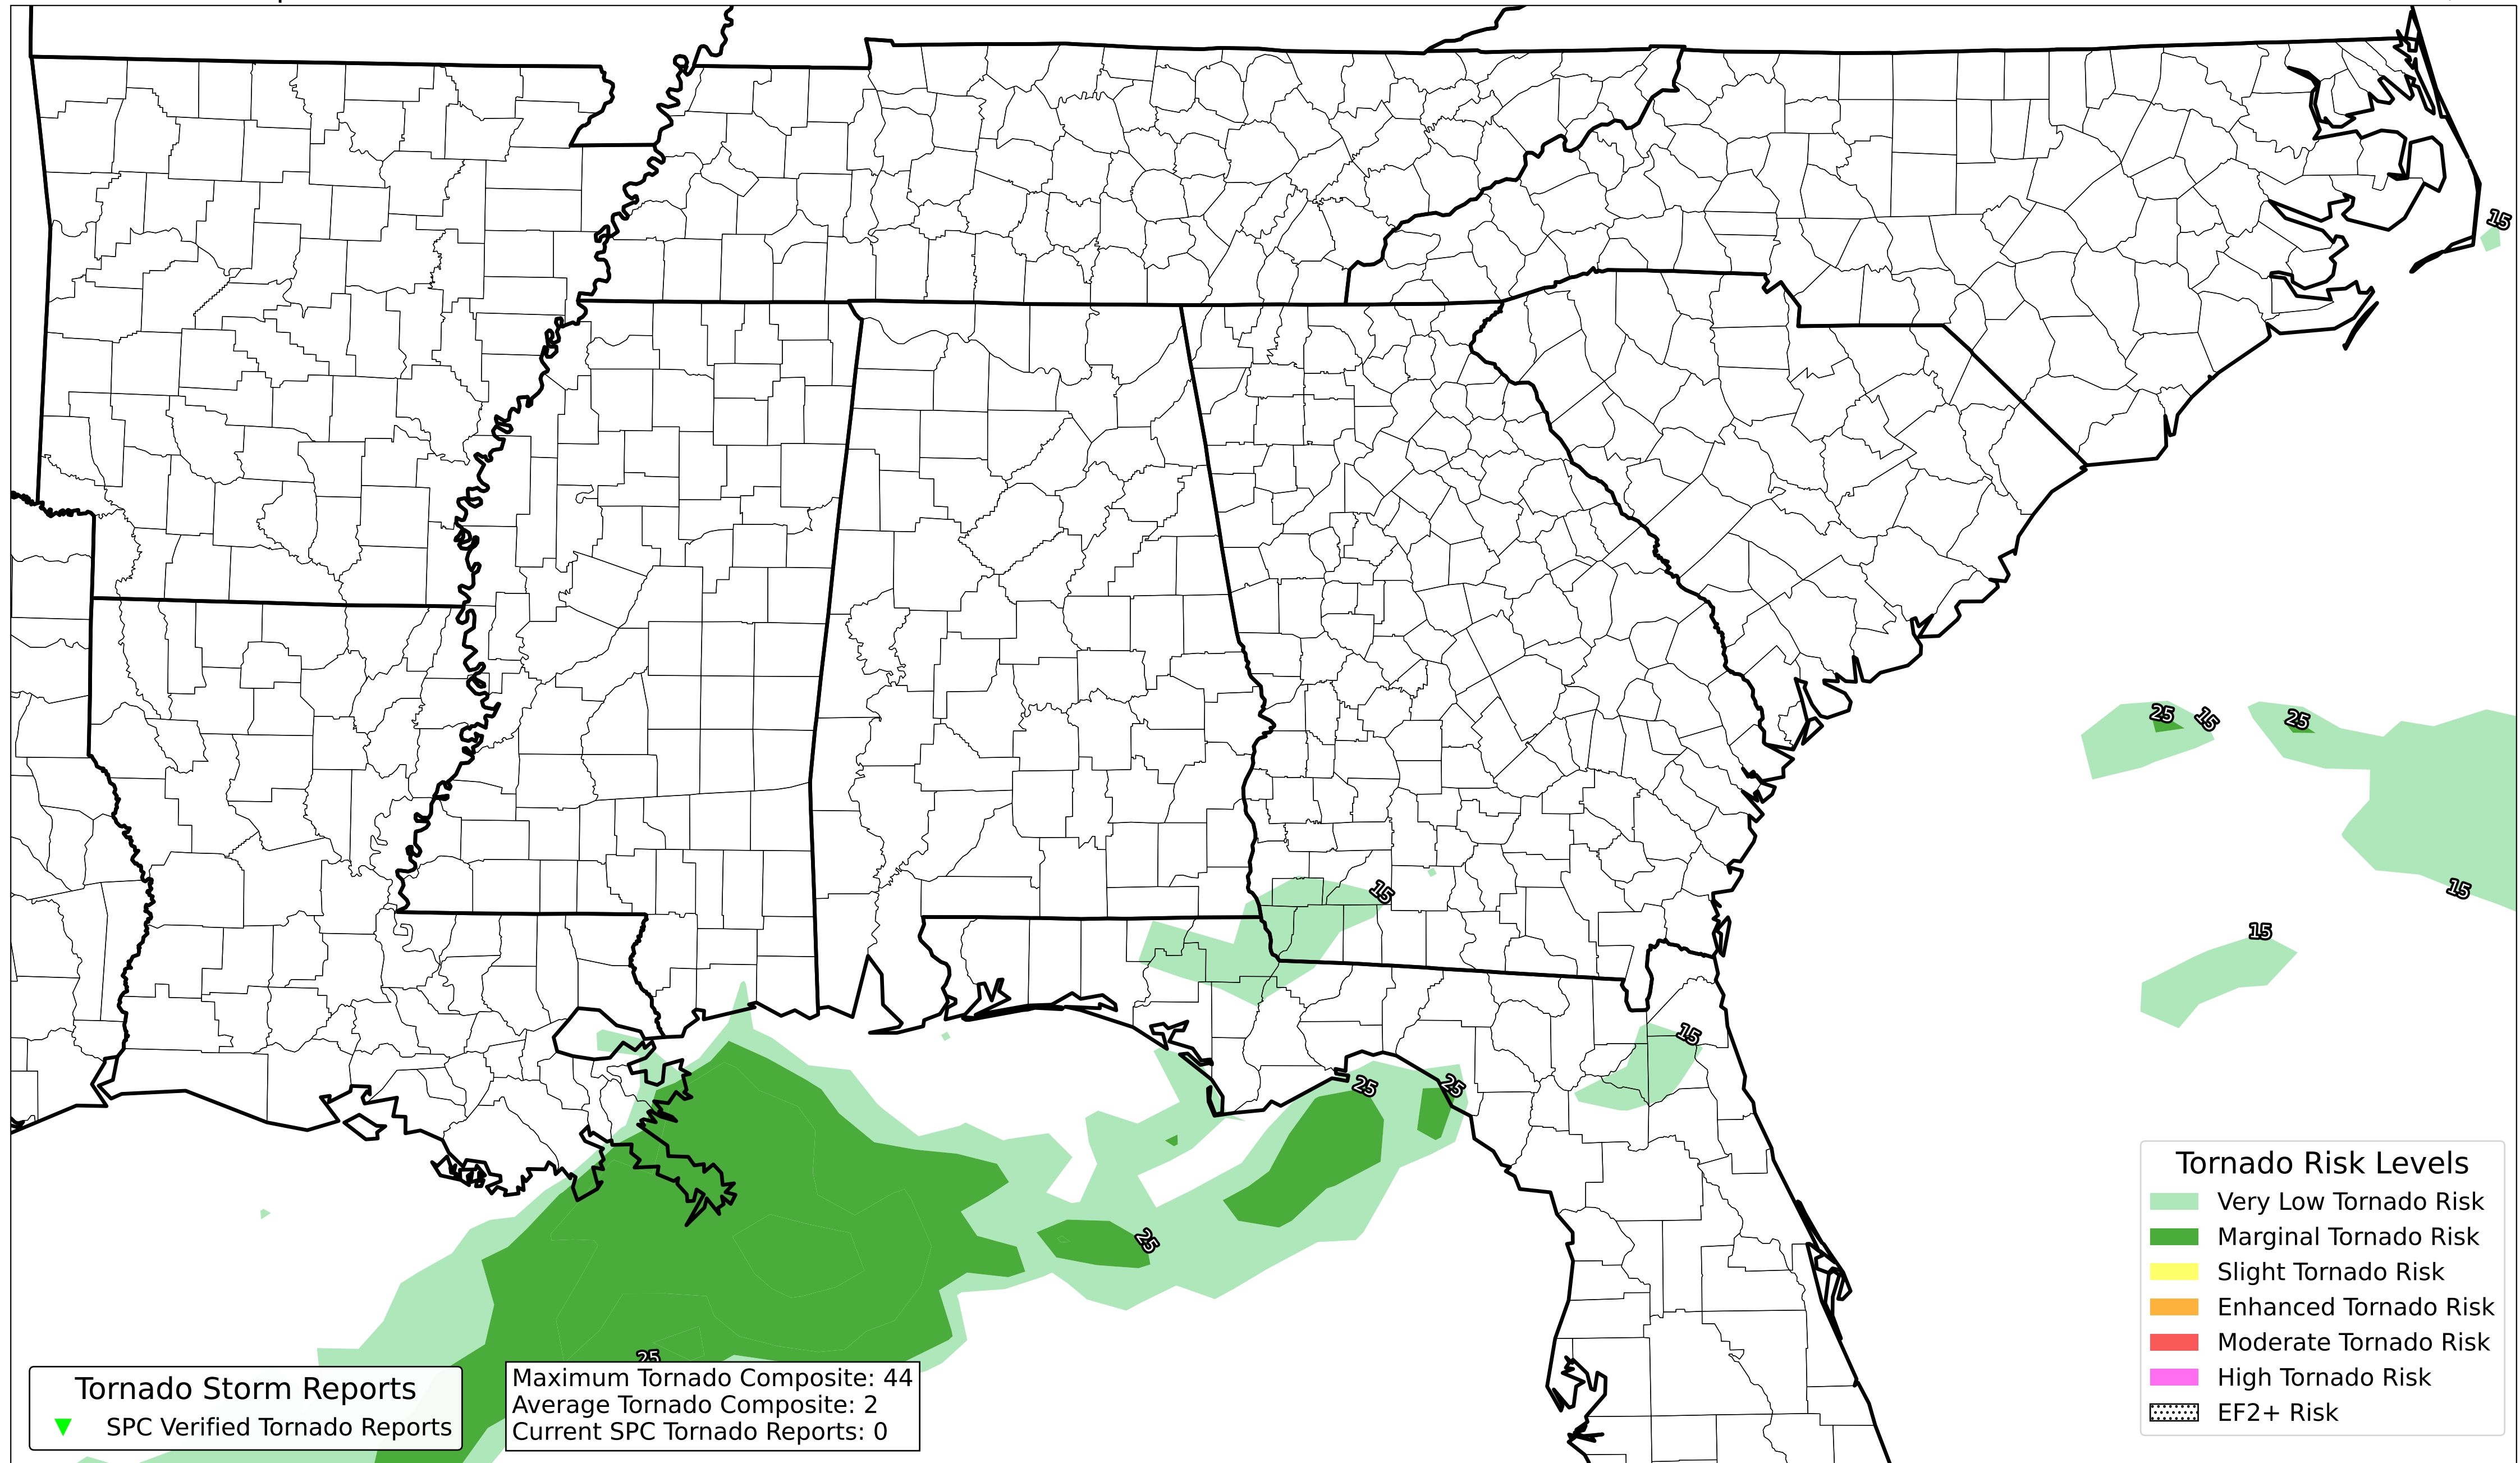 15
25
15
25
15
15
15
15
25
25
25
25
Tornado Risk Levels
Very Low Tornado Risk
Marginal Tornado Risk
Slight Tornado Risk
Enhanced Tornado Risk
Moderate Tornado Risk
High Tornado Risk
EF2+ Risk
Tornado Storm Reports
SPC Verified Tornado Reports
Maximum Tornado Composite: 44
Average Tornado Composite: 2
Current SPC Tornado Reports: 0